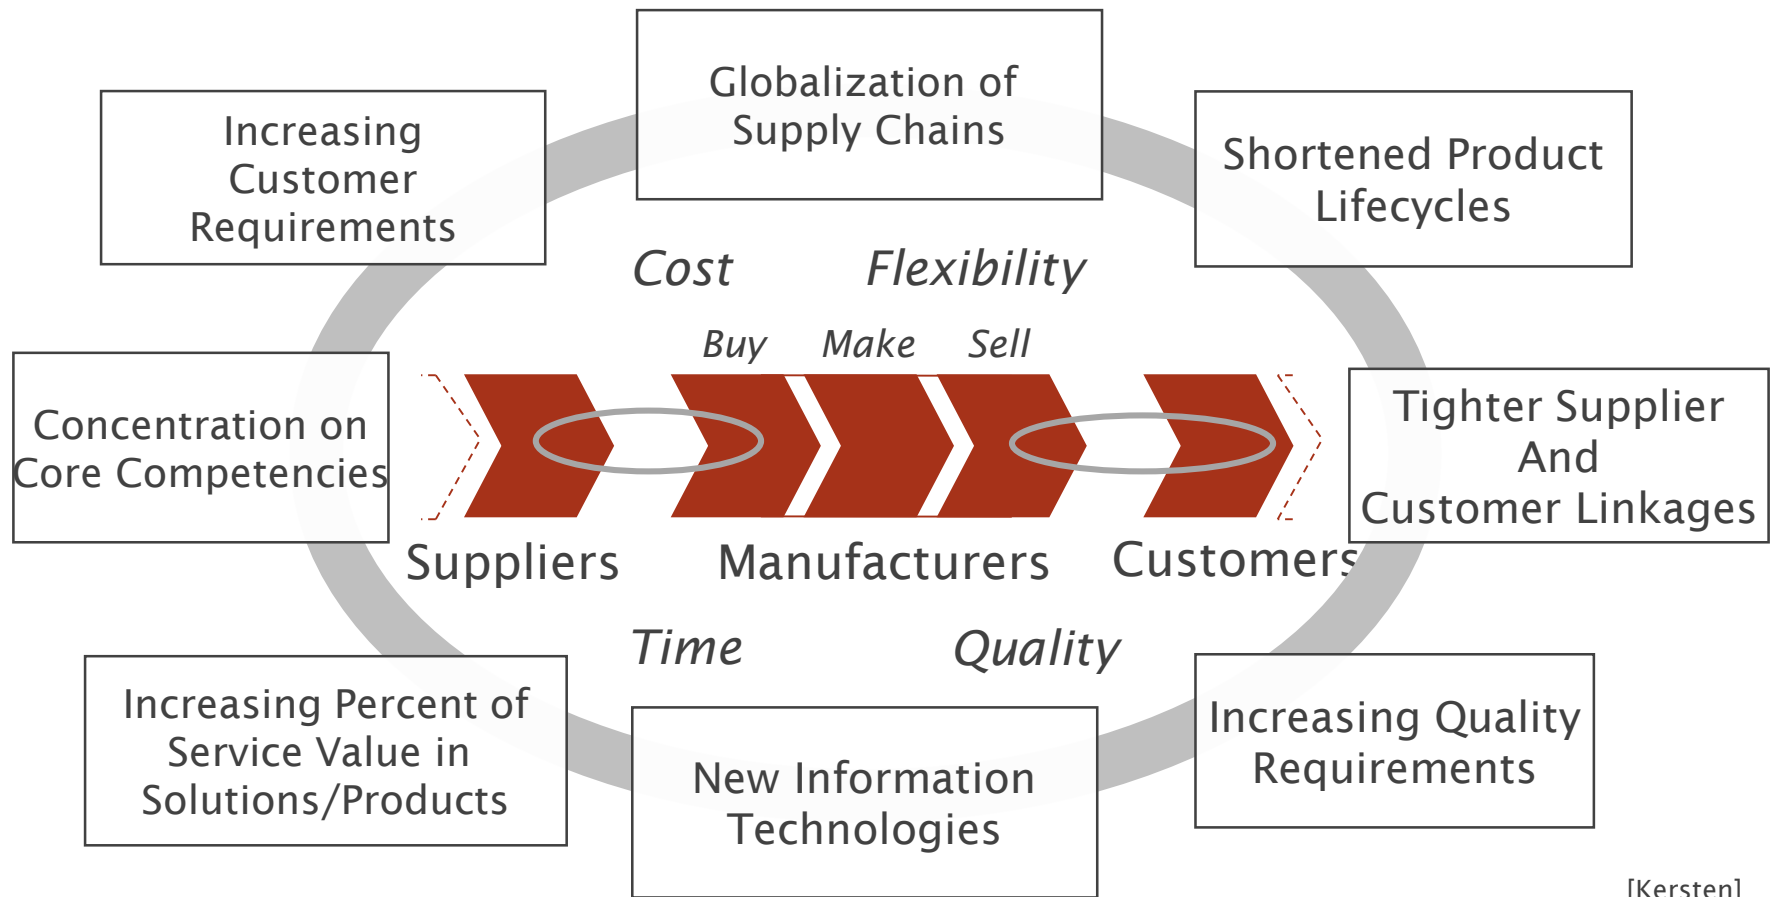 Globalization of
Supply Chains
Increasing
Customer
Requirements
Shortened Product
Lifecycles
Cost Flexibility
Buy Make Sell
Concentration on
Core Competencies
Tighter Supplier
And
Customer Linkages
Suppliers Manufacturers Customers
Time Quality
Increasing Percent of
Service Value in
Solutions/Products
New Information
Technologies
Increasing Quality
Requirements
[Kersten]